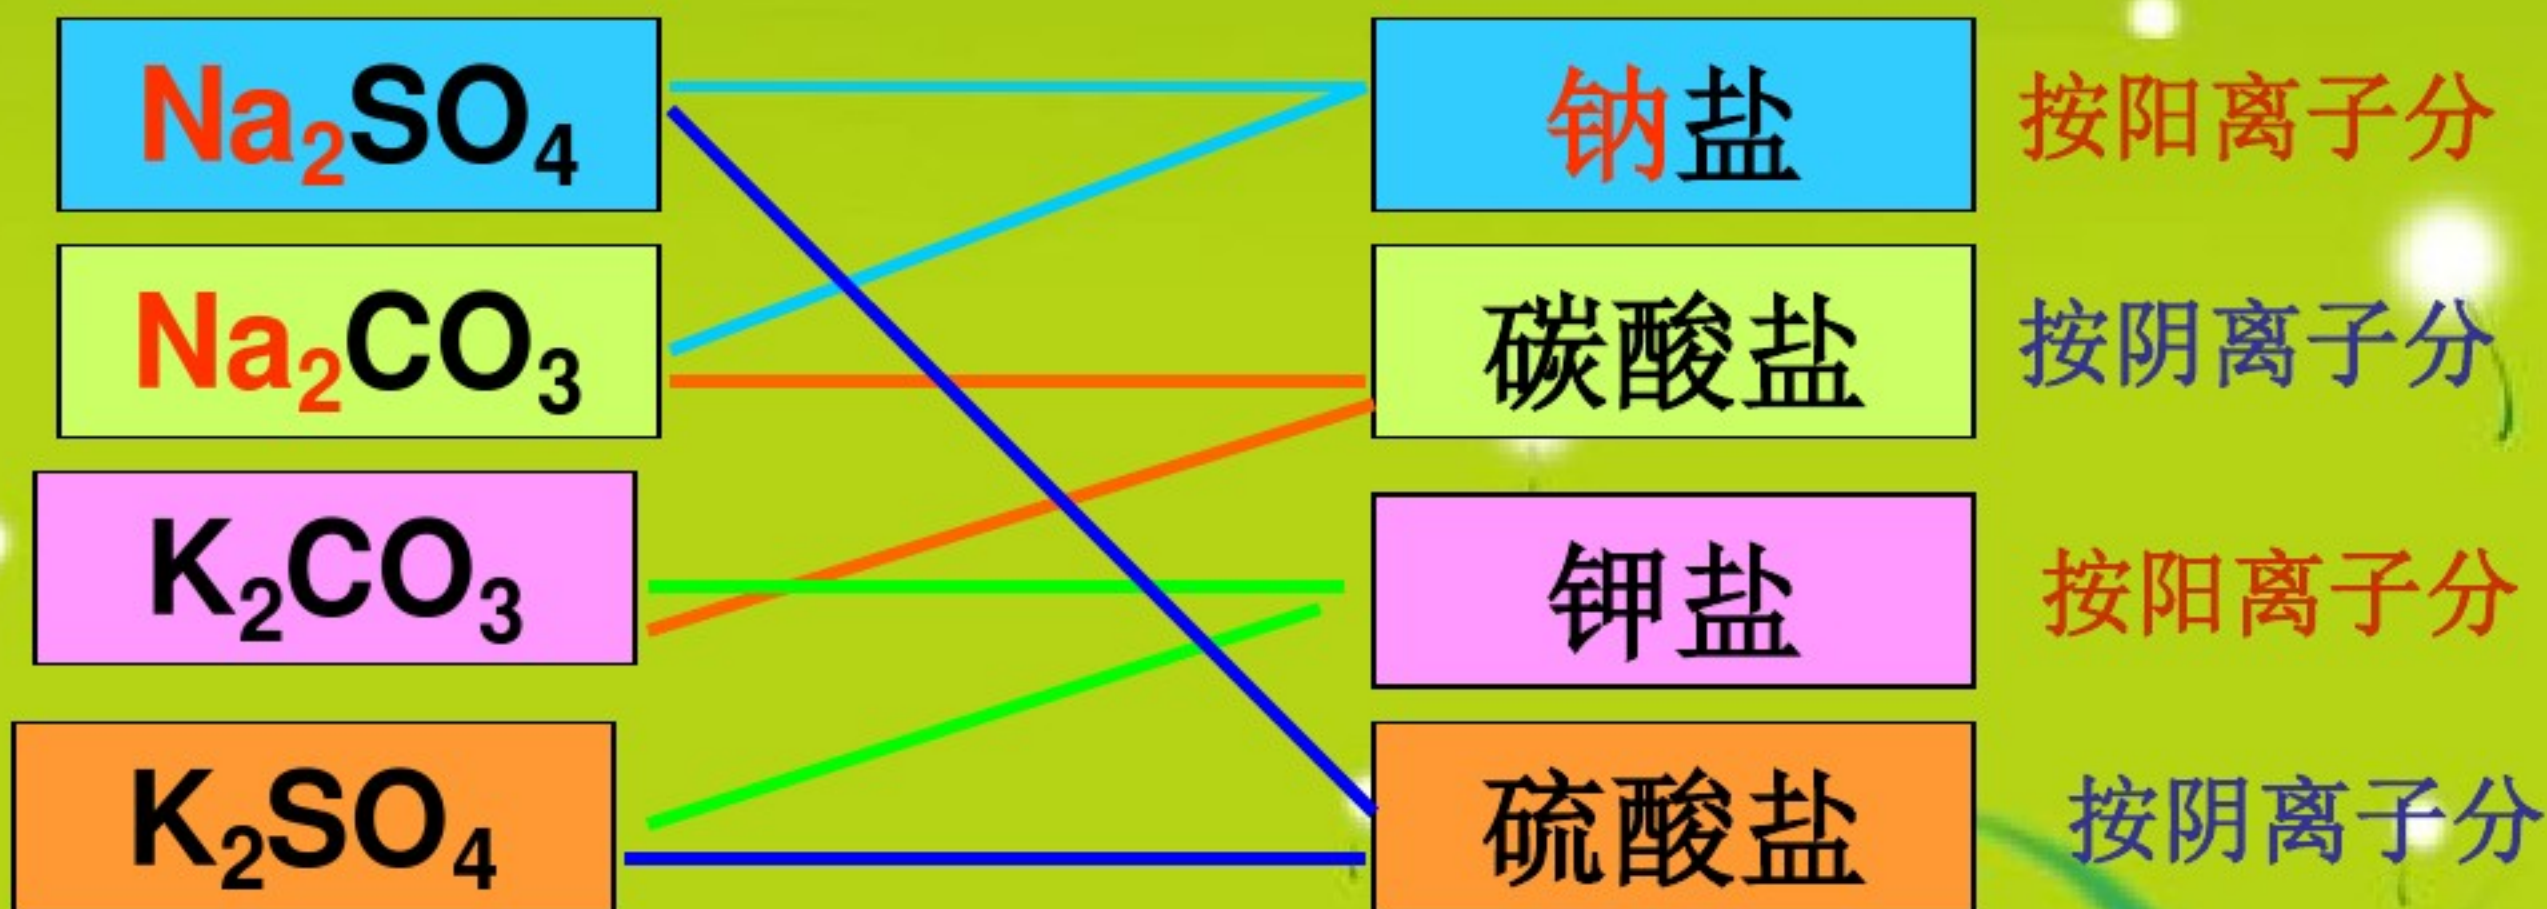 Na₂SO₄ 钠盐 按阳离子分
Na₂CO₃ 碳酸盐 按阴离子分
K₂CO₃ 钾盐 按阳离子分
K₂SO₄ 硫酸盐 按阴离子分